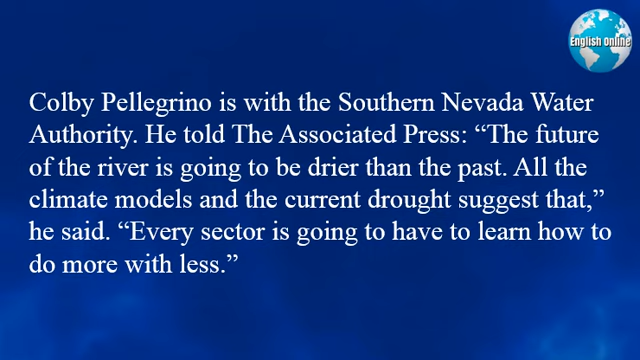 English Online
Colby Pellegrino is with the Southern Nevada Water
Authority. He told The Associated Press: “The future
of the river is going to be drier than the past. All the
climate models and the current drought suggest that,”
he said. “Every sector is going to have to learn how to
do more with less.”